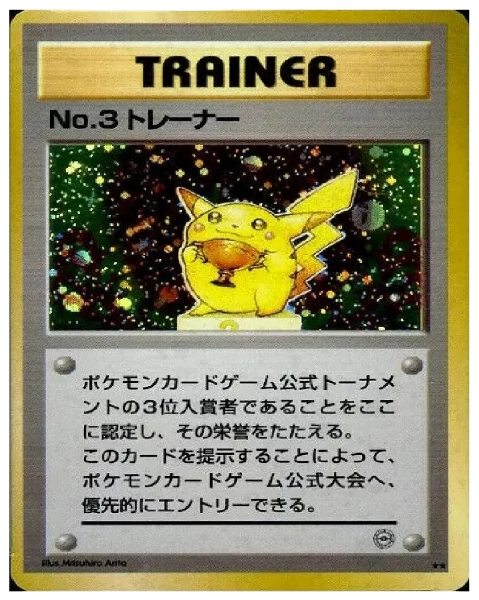 TRAINER
No.3 トレーナー
ポケモンカードゲーム公式トーナメ
ントの3位入賞者であることをここ
に認定し、その栄誉をたたえる。
このカードを提示することによって、
ポケモンカードゲーム公式大会へ、
優先的にエントリーできる。
Illus. Mitsuhiro Arita
★★